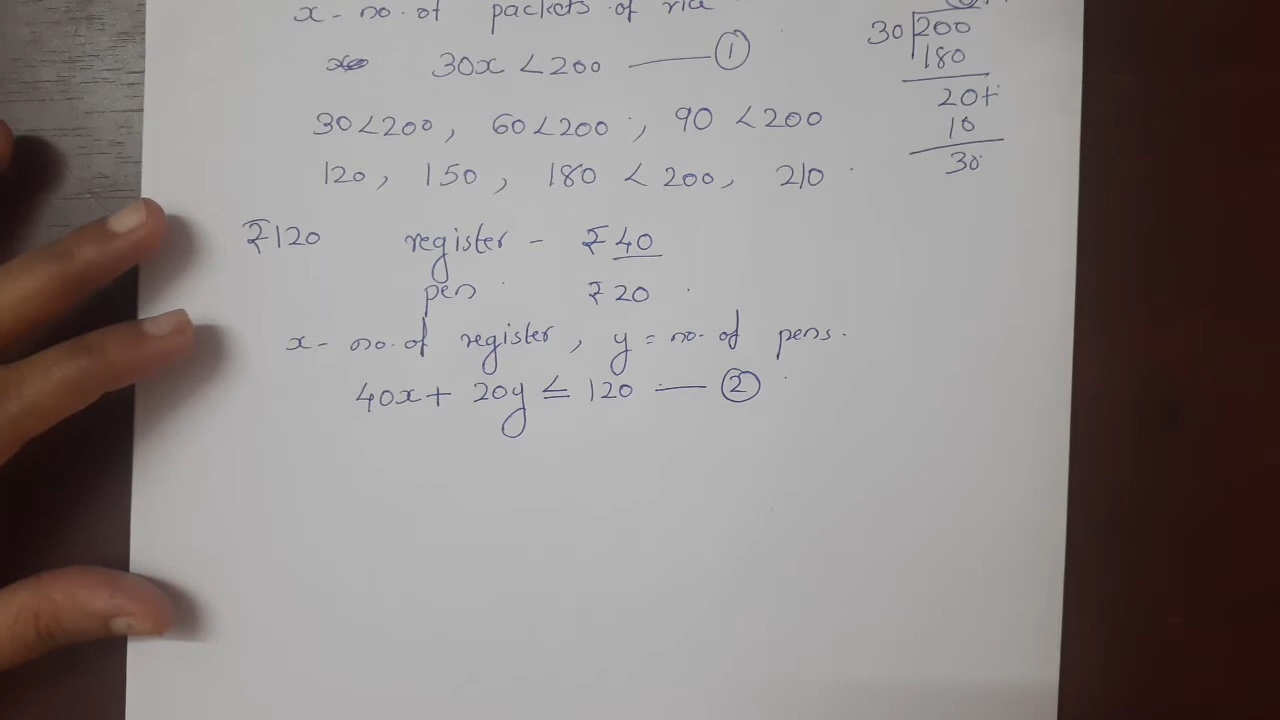 x - no. of packets of rice
30x < 200 —— ①
30 < 200, 60 < 200, 90 < 200
120, 150, 180 < 200, 210
30 200
180
20+
10
30
₹120 register - ₹40
pen ₹20
x - no. of register, y = no. of pens.
40x + 20y ≤ 120 —— ②